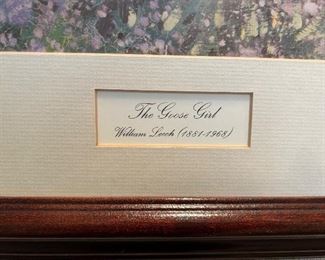 The Goose Girl
William Leech (1881-1968)